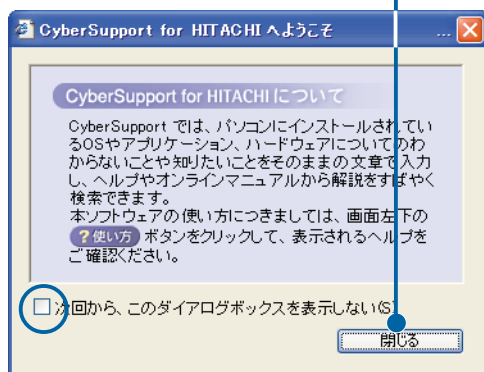 CyberSupport for HITACHI へようこそ ...
CyberSupport for HITACHI について
CyberSupport では、パソコンにインストールされてい
るOSやアプリケーション、ハードウェアについてのわ
からないことや知りたいことをそのままの文章で入力
し、ヘルプやオンラインマニュアルから解説をすばやく
検索できます。
本ソフトウェアの使い方につきましては、画面左下の
?使い方 ボタンをクリックして、表示されるヘルプを
ご確認ください。
次回から、このダイアログボックスを表示しない(S)
閉じる